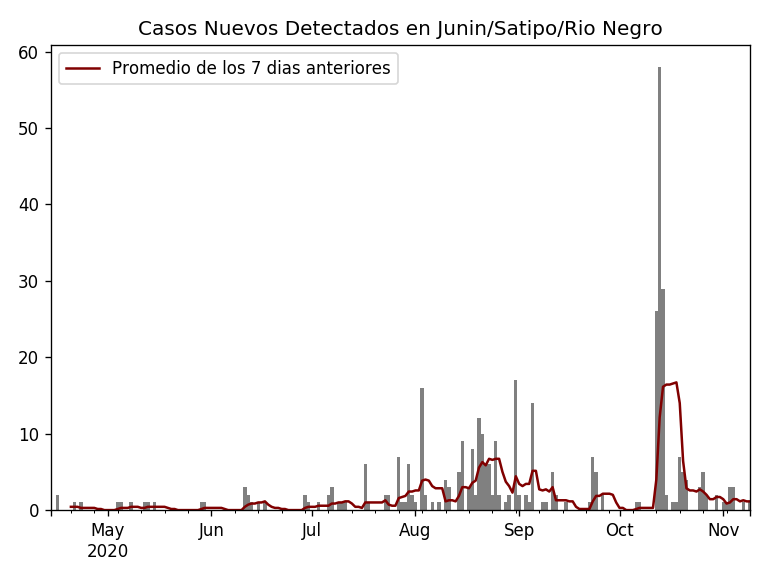 Casos Nuevos Detectados en Junin/Satipo/Rio Negro
Promedio de los 7 dias anteriores
60
50
40
30
20
10
0
May Jun Jul Aug Sep Oct Nov
2020